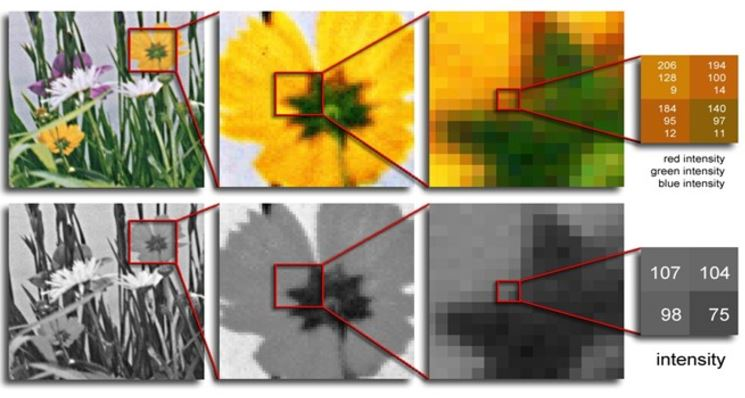 206 194
128 100
9 14
184 140
95 97
12 11
red intensity
green intensity
blue intensity
107 104
98 75
intensity